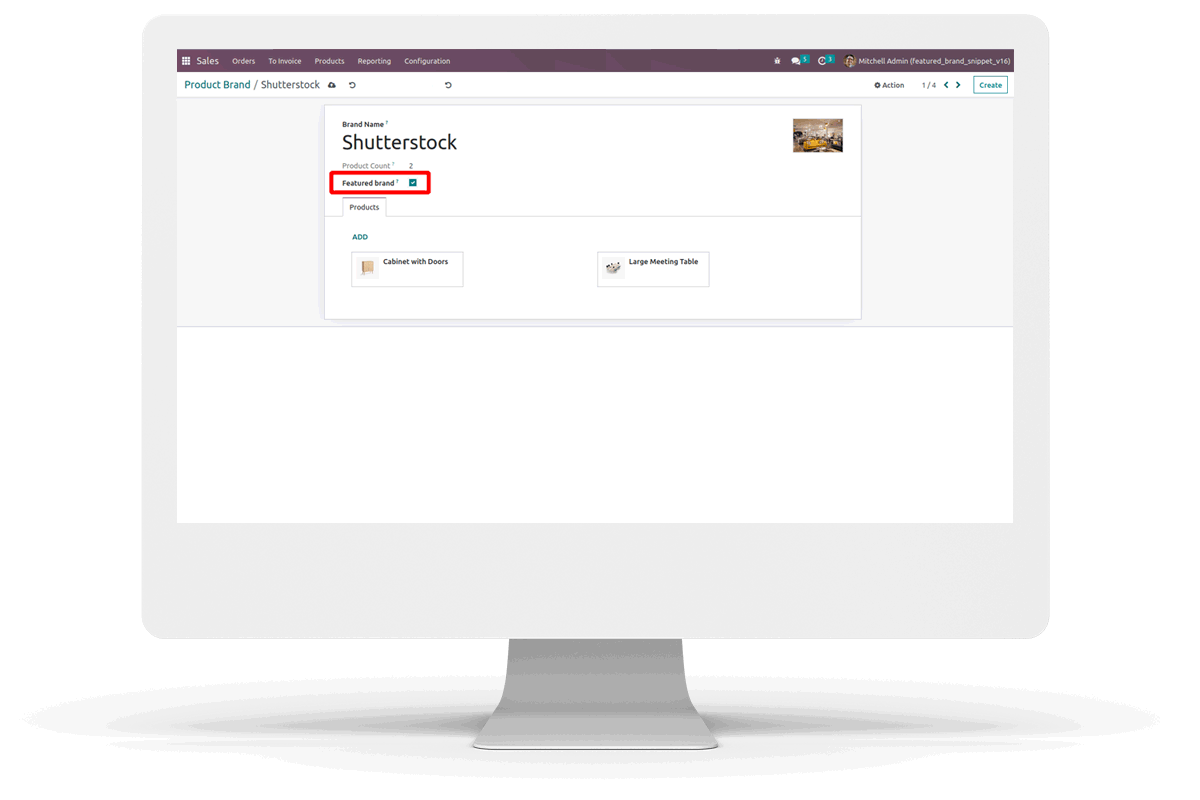 Sales Orders To Invoice Products Reporting Configuration 5 3 Mitchell Admin (featured_brand_snippet_v16)
Product Brand / Shutterstock Action 1 / 4 Create
Brand Name ?
Shutterstock
Product Count ? 2
Featured brand ?
Products
ADD
Cabinet with Doors Large Meeting Table